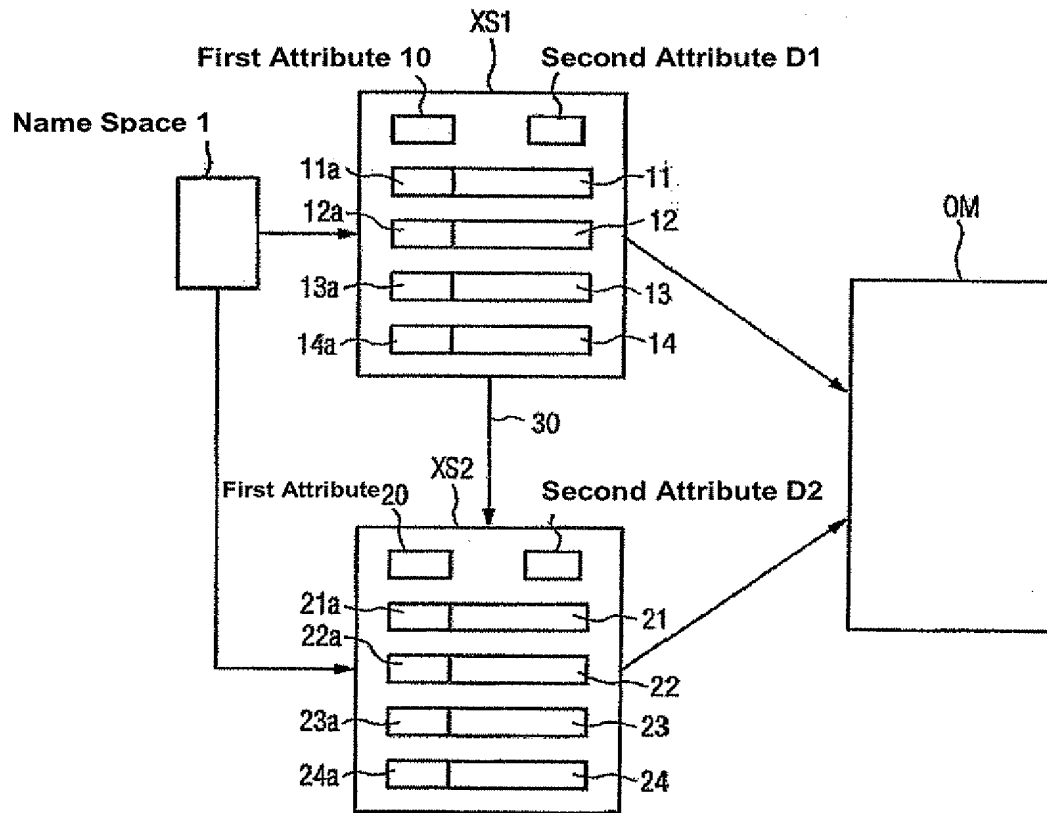 XS1
First Attribute 10
Second Attribute D1
Name Space 1
11a
11
12a
12
OM
13a
13
14a
14
30
XS2
First Attribute 20
Second Attribute D2
21a
21
22a
22
23a
23
24a
24